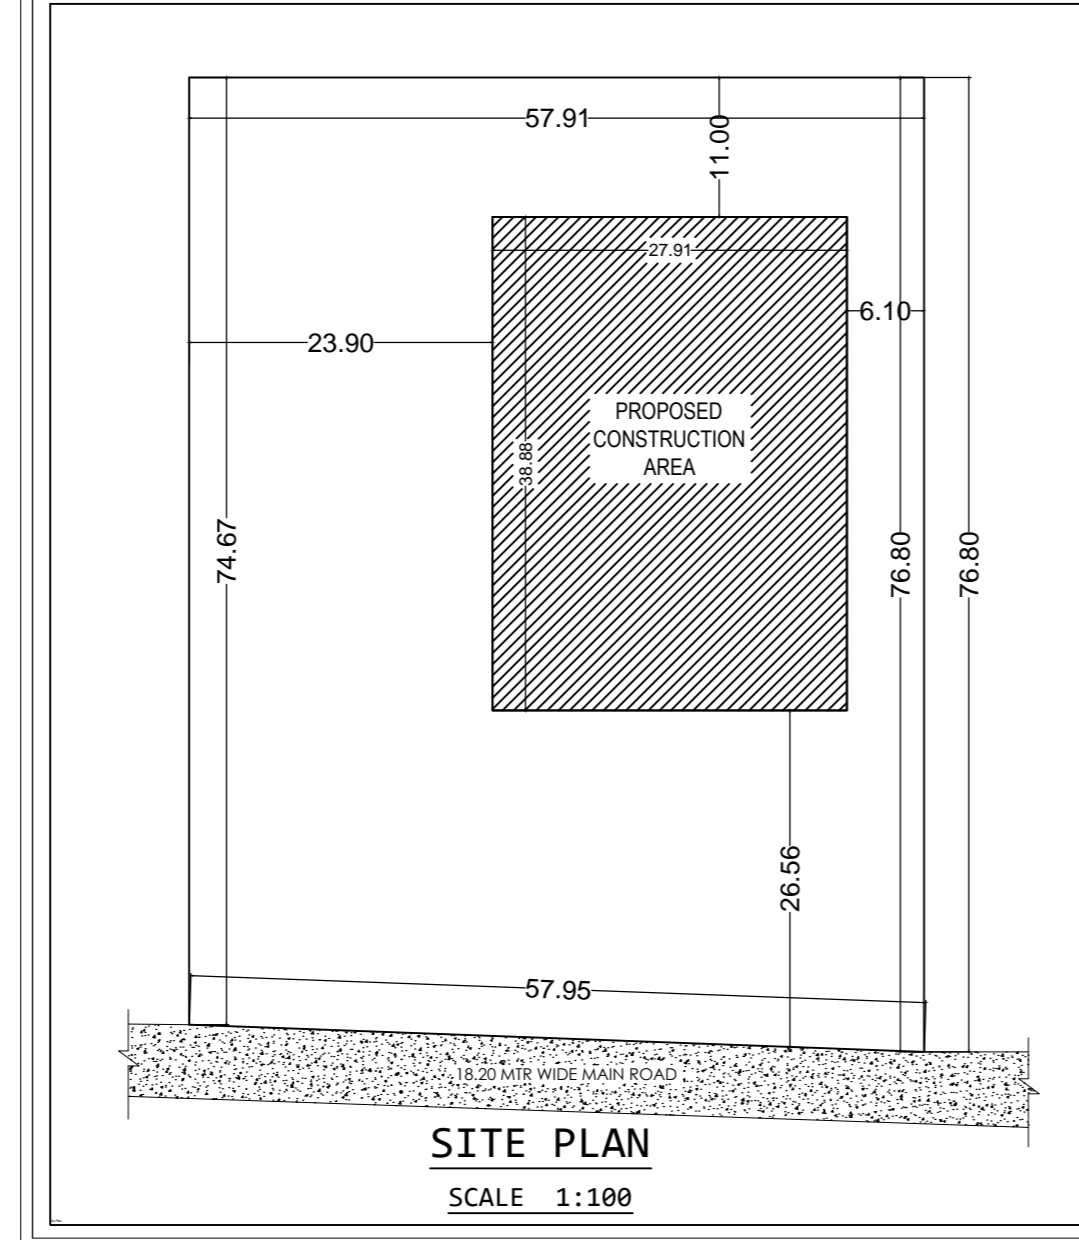 57.91
11.00
27.91
6.10
23.90
PROPOSED
CONSTRUCTION
AREA
38.88
74.67
76.80
76.80
26.56
57.95
18.20 MTR WIDE MAIN ROAD
SITE PLAN
SCALE 1:100